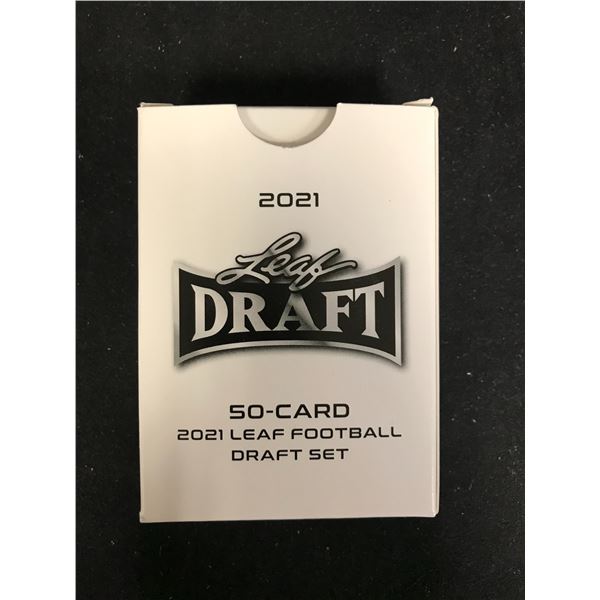 2021
Leaf
DRAFT
50-CARD
2021 LEAF FOOTBALL
DRAFT SET